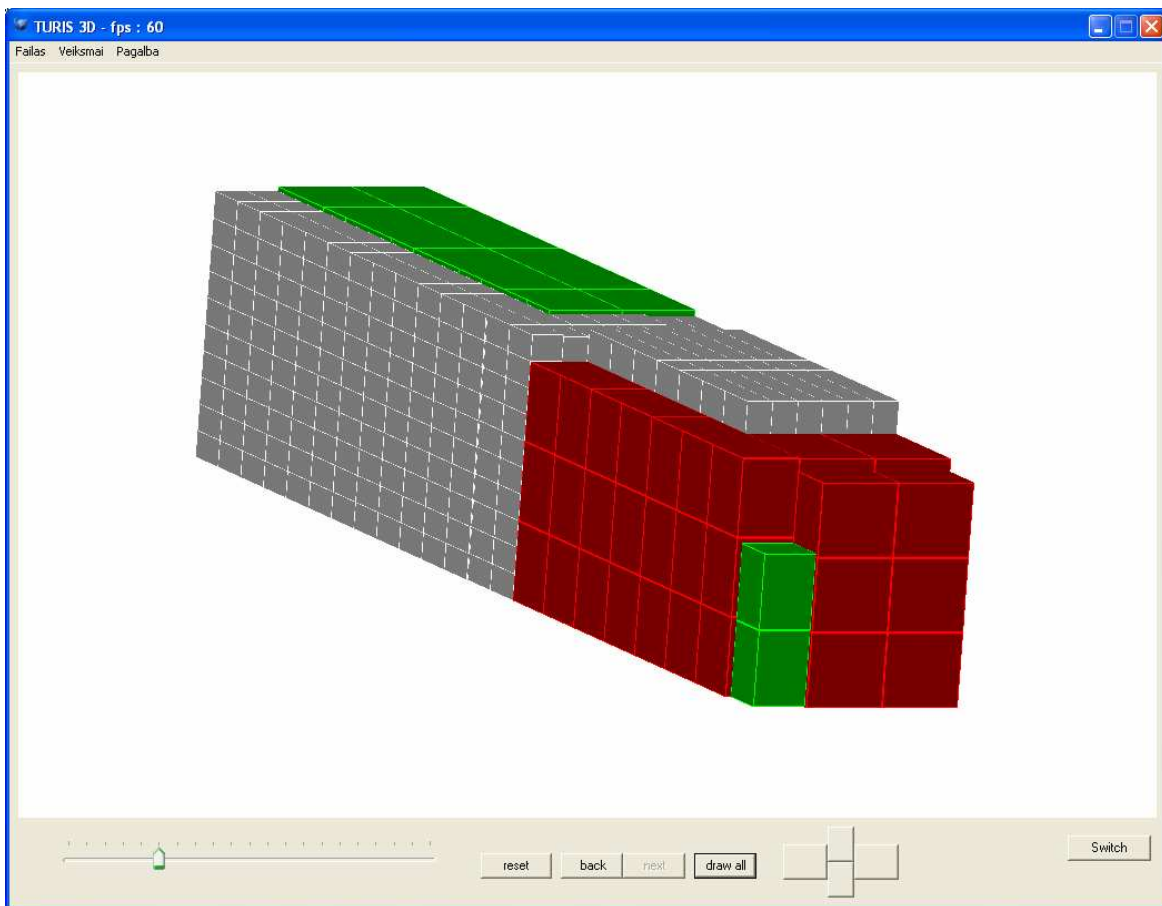 TURIS 3D - fps : 60
Failas Veiksmai Pagalba
reset back next draw all Switch